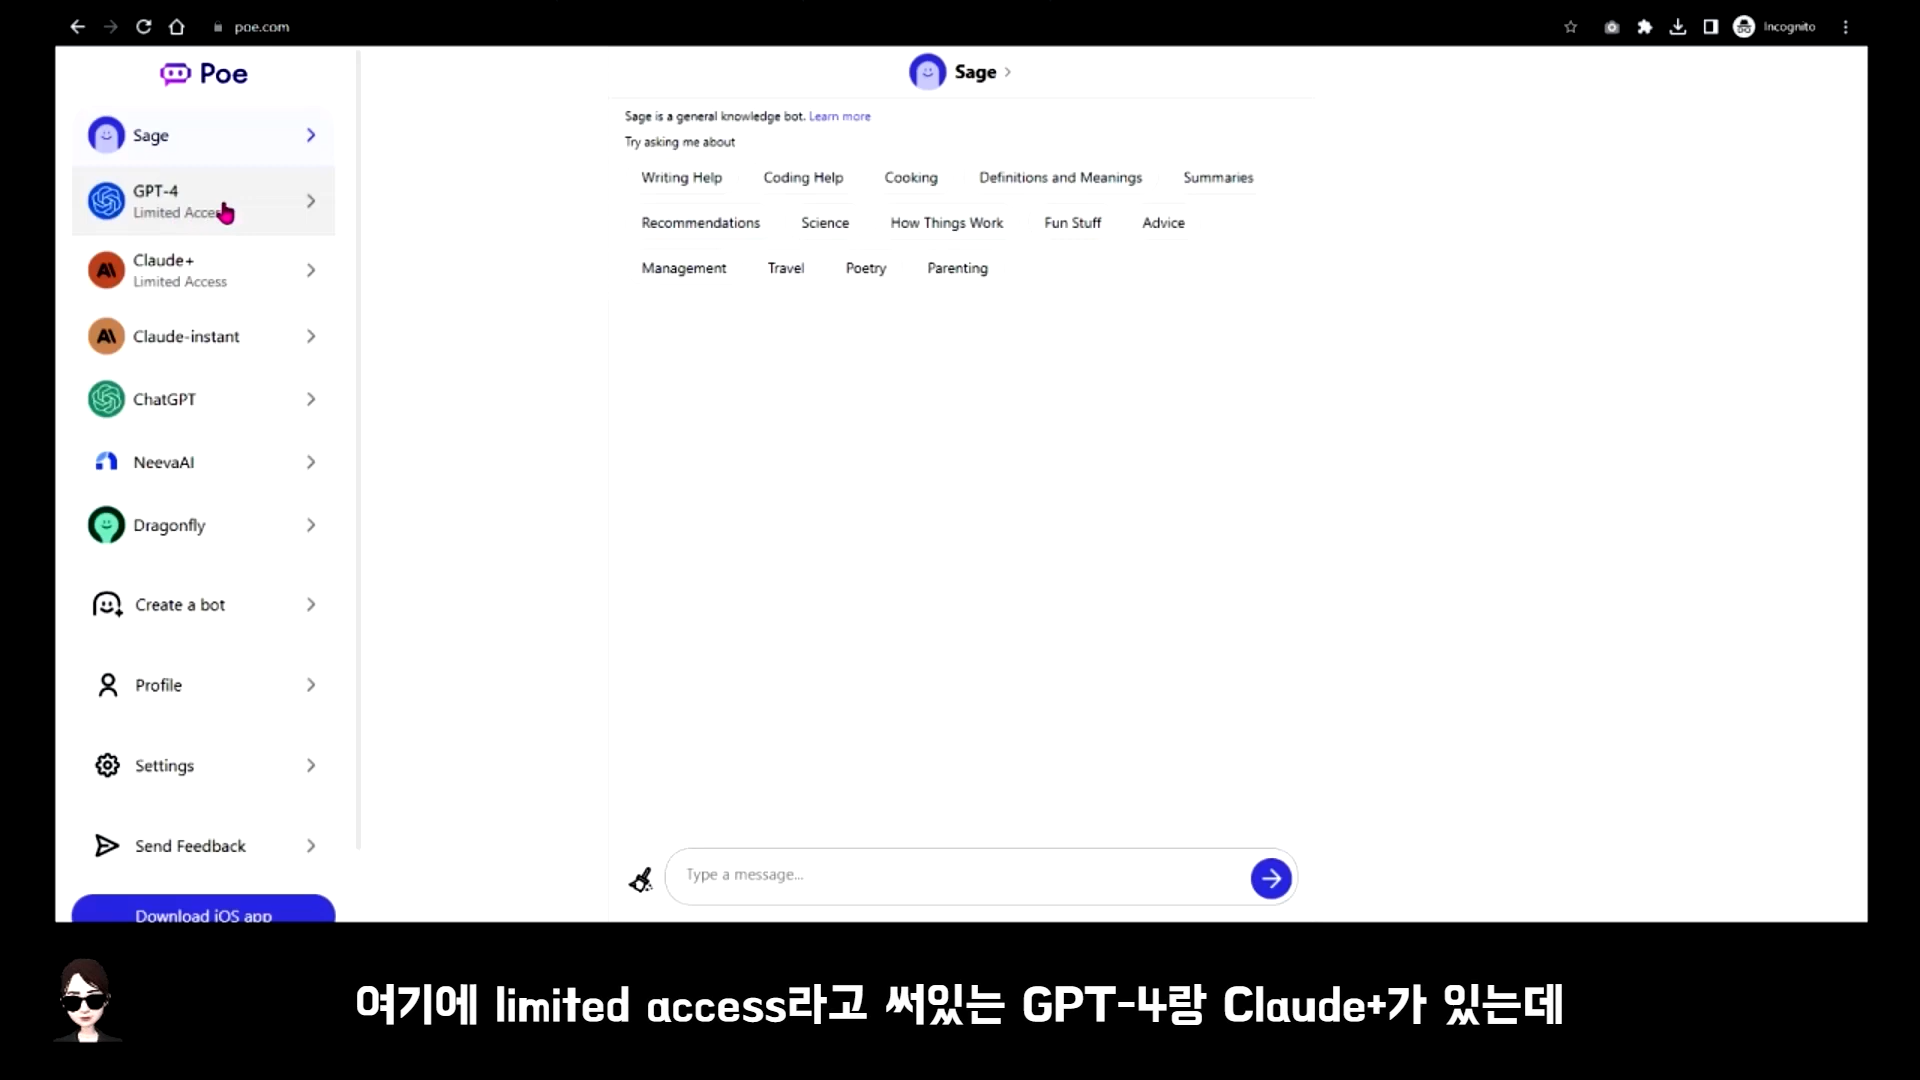 poe.com
Incognito
Poe
Sage
GPT-4
Limited Access
Claude+
Limited Access
Claude-instant
ChatGPT
NeevaAI
Dragonfly
Create a bot
Profile
Settings
Send Feedback
Download iOS app
Sage
Sage is a general knowledge bot. Learn more
Try asking me about
Writing Help Coding Help Cooking Definitions and Meanings Summaries
Recommendations Science How Things Work Fun Stuff Advice
Management Travel Poetry Parenting
Type a message...
여기에 limited access라고 써있는 GPT-4랑 Claude+가 있는데